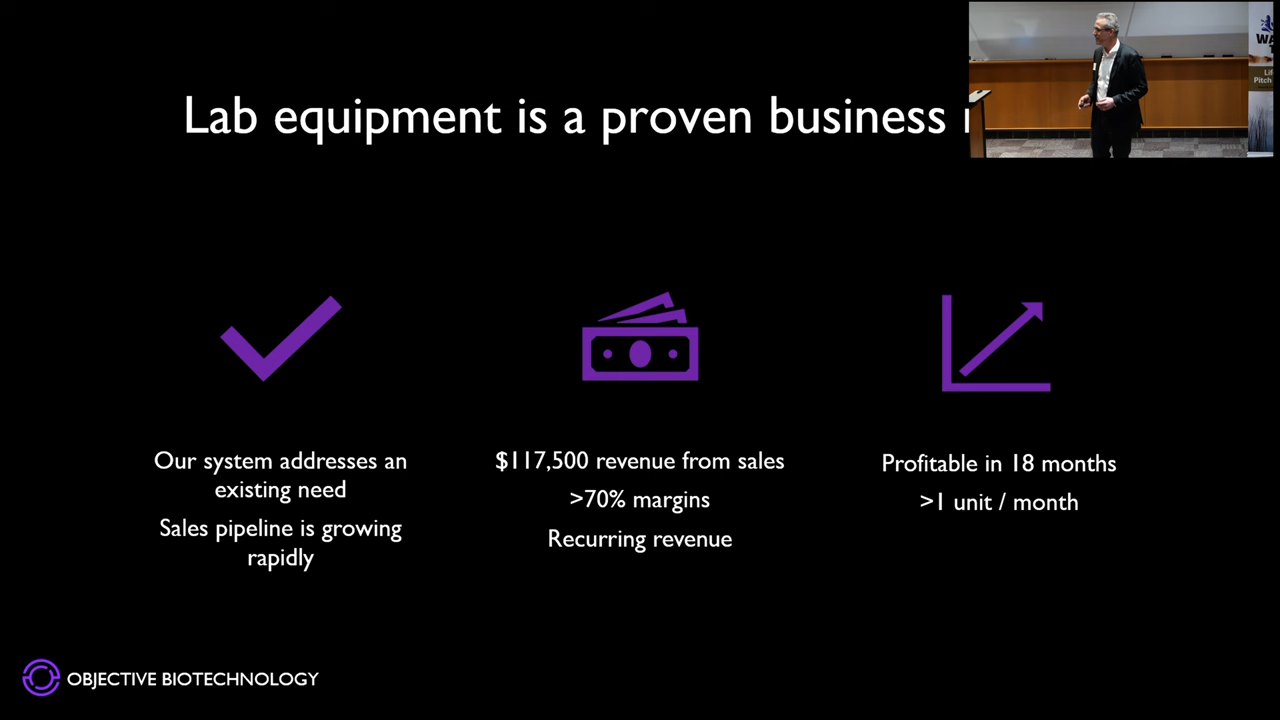 Lab equipment is a proven business
Our system addresses an
existing need
Sales pipeline is growing
rapidly
$117,500 revenue from sales
>70% margins
Recurring revenue
Profitable in 18 months
>1 unit / month
OBJECTIVE BIOTECHNOLOGY